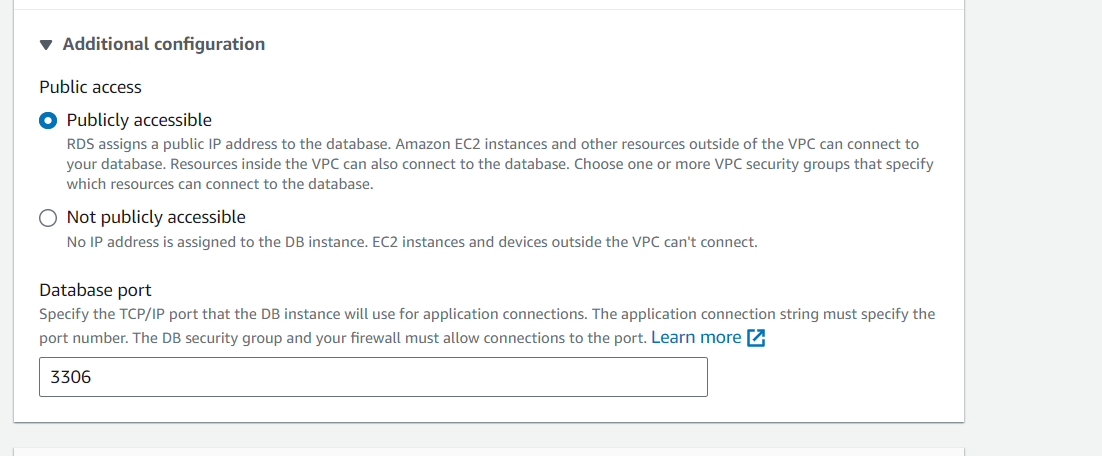 Additional configuration
Public access
Publicly accessible
RDS assigns a public IP address to the database. Amazon EC2 instances and other resources outside of the VPC can connect to
your database. Resources inside the VPC can also connect to the database. Choose one or more VPC security groups that specify
which resources can connect to the database.
Not publicly accessible
No IP address is assigned to the DB instance. EC2 instances and devices outside the VPC can't connect.
Database port
Specify the TCP/IP port that the DB instance will use for application connections. The application connection string must specify the
port number. The DB security group and your firewall must allow connections to the port. Learn more
3306